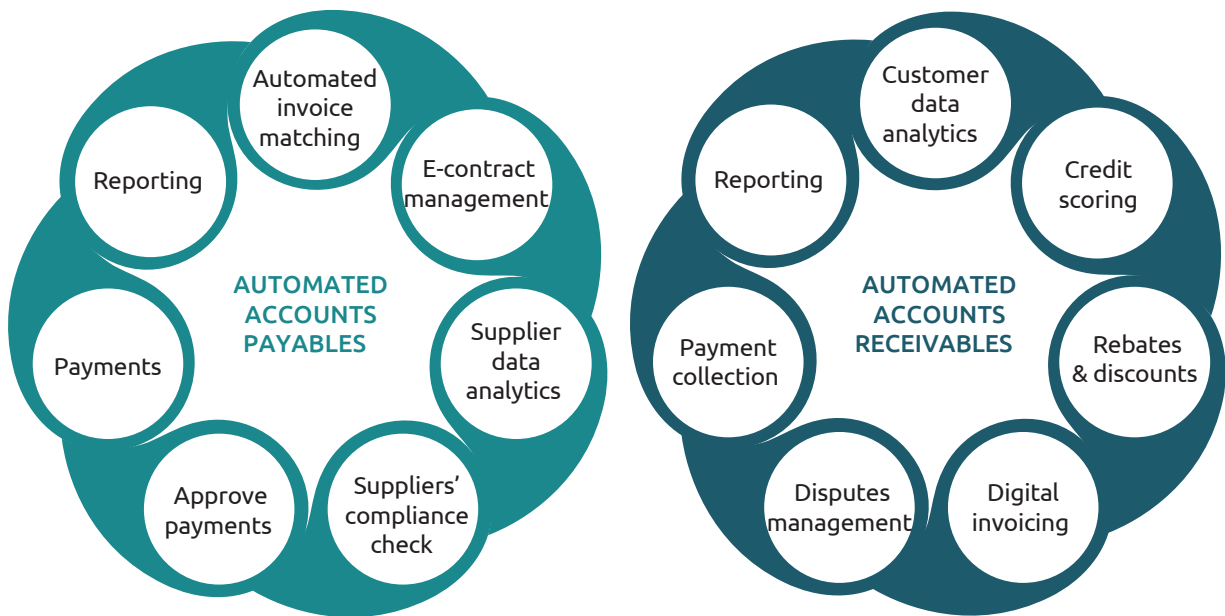 Automated
invoice
matching
E-contract
management
Supplier
data
analytics
Suppliers’
compliance
check
Approve
payments
Payments
Reporting
AUTOMATED
ACCOUNTS
PAYABLES
Customer
data
analytics
Credit
scoring
Rebates
& discounts
Digital
invoicing
Disputes
management
Payment
collection
Reporting
AUTOMATED
ACCOUNTS
RECEIVABLES